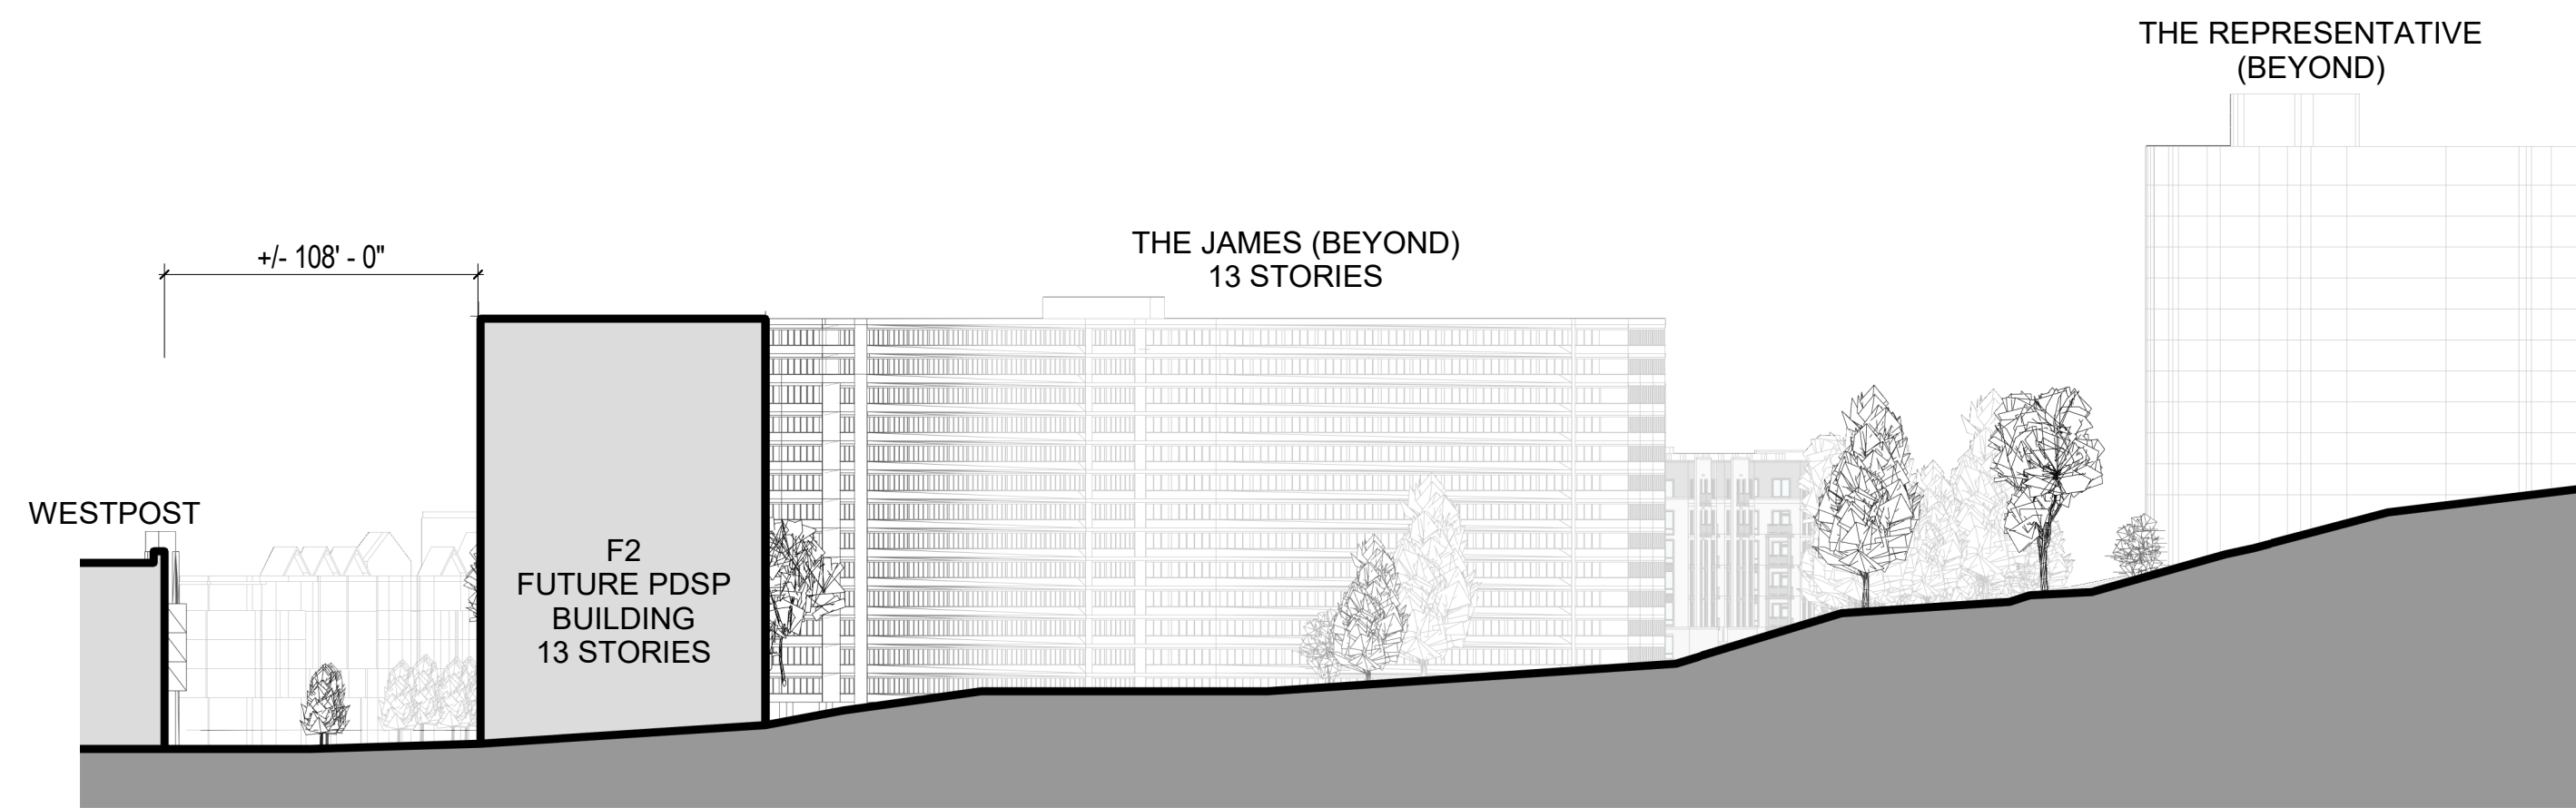 THE REPRESENTATIVE
(BEYOND)
+/- 108' - 0"
THE JAMES (BEYOND)
13 STORIES
WESTPOST
F2
FUTURE PDSP
BUILDING
13 STORIES